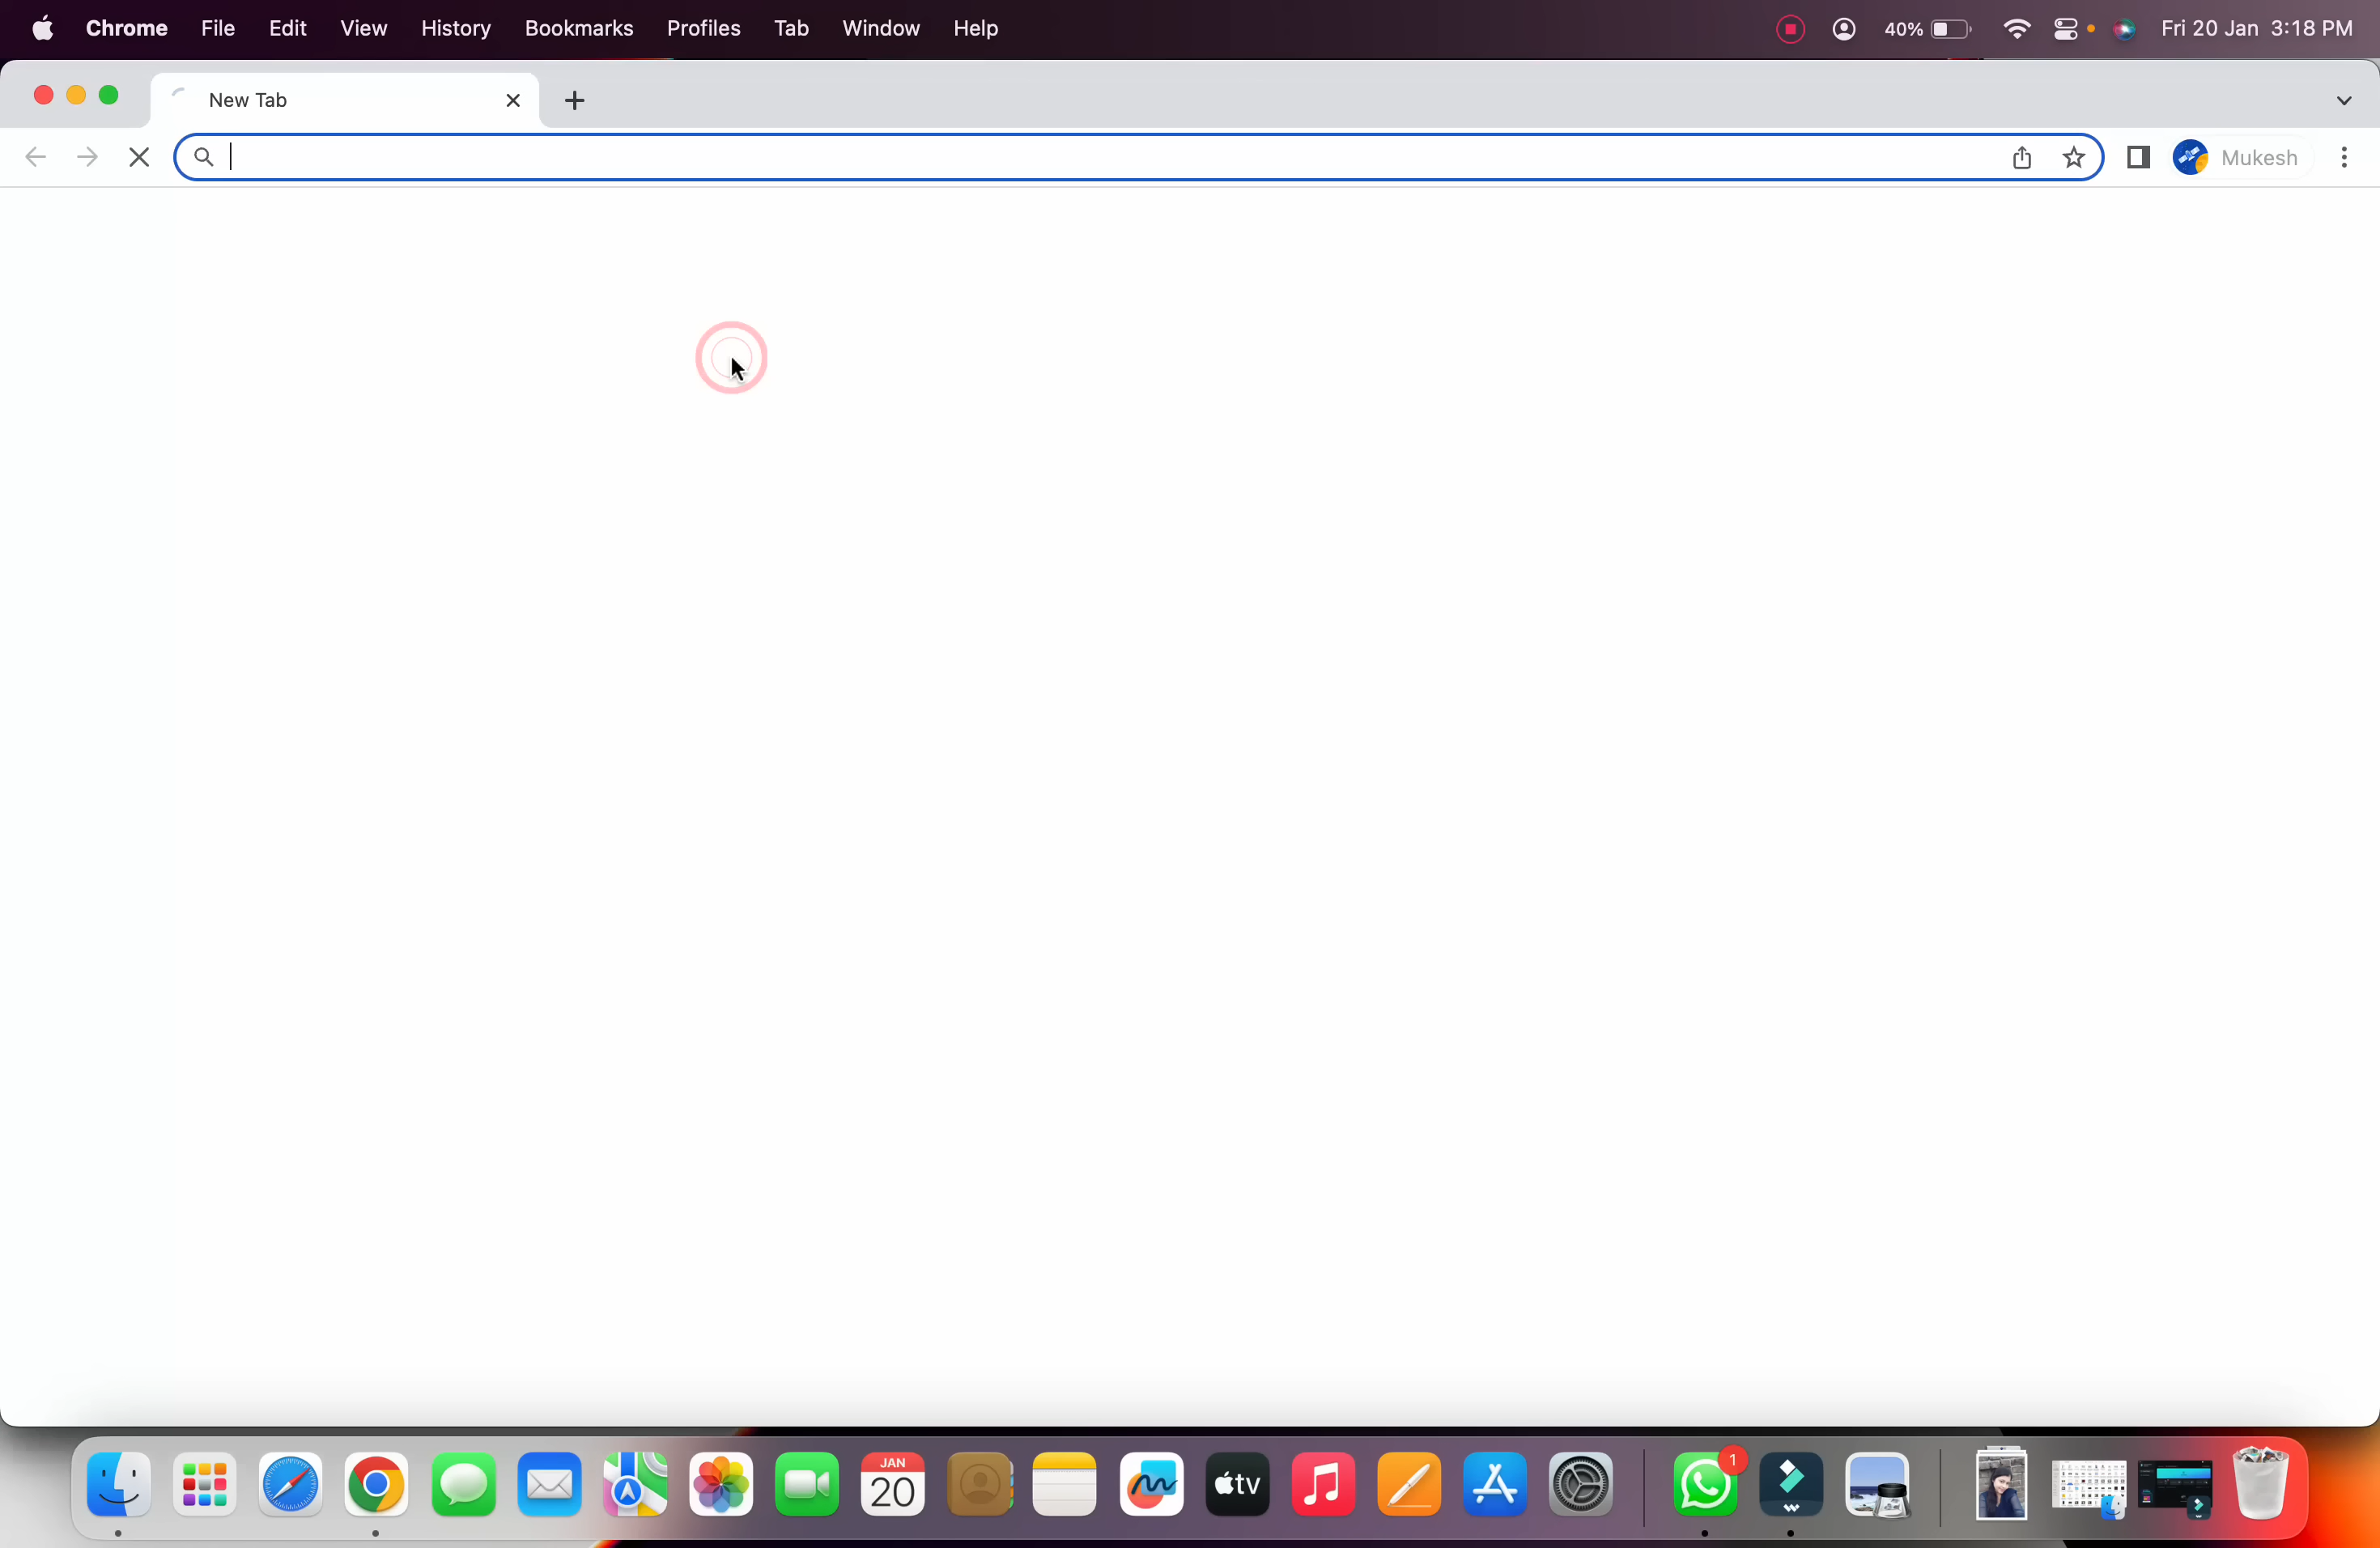 Chrome File Edit View History Bookmarks Profiles Tab Window Help 40% Fri 20 Jan 3:18 PM
New Tab
Mukesh
JAN
20
tv
1